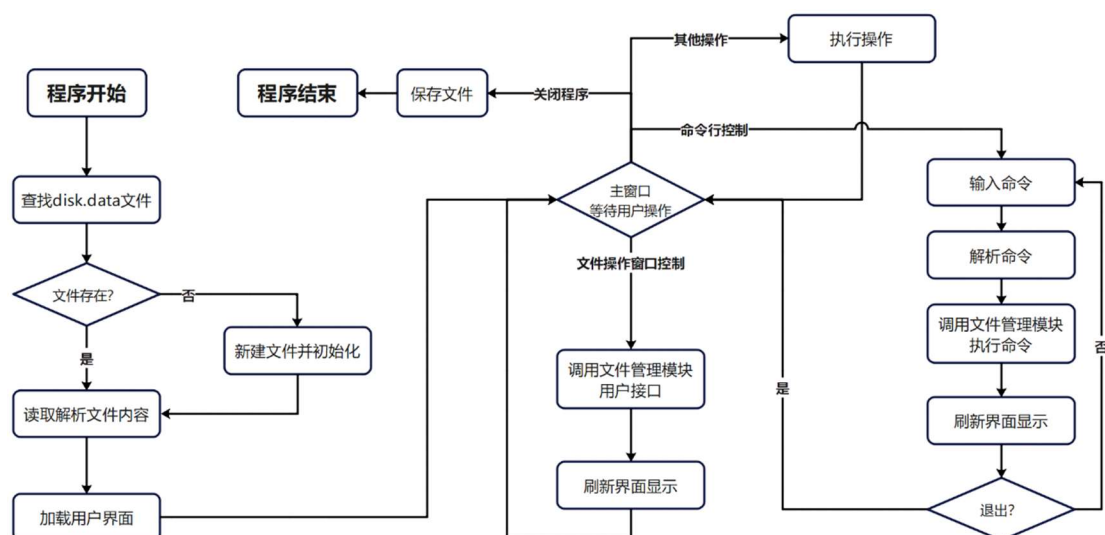 程序开始
查找disk.data文件
文件存在?
否
新建文件并初始化
是
读取解析文件内容
加载用户界面
程序结束
保存文件
关闭程序
其他操作
执行操作
命令行控制
主窗口
等待用户操作
文件操作窗口控制
调用文件管理模块
用户接口
刷新界面显示
输入命令
解析命令
调用文件管理模块
执行命令
刷新界面显示
退出?
是
否